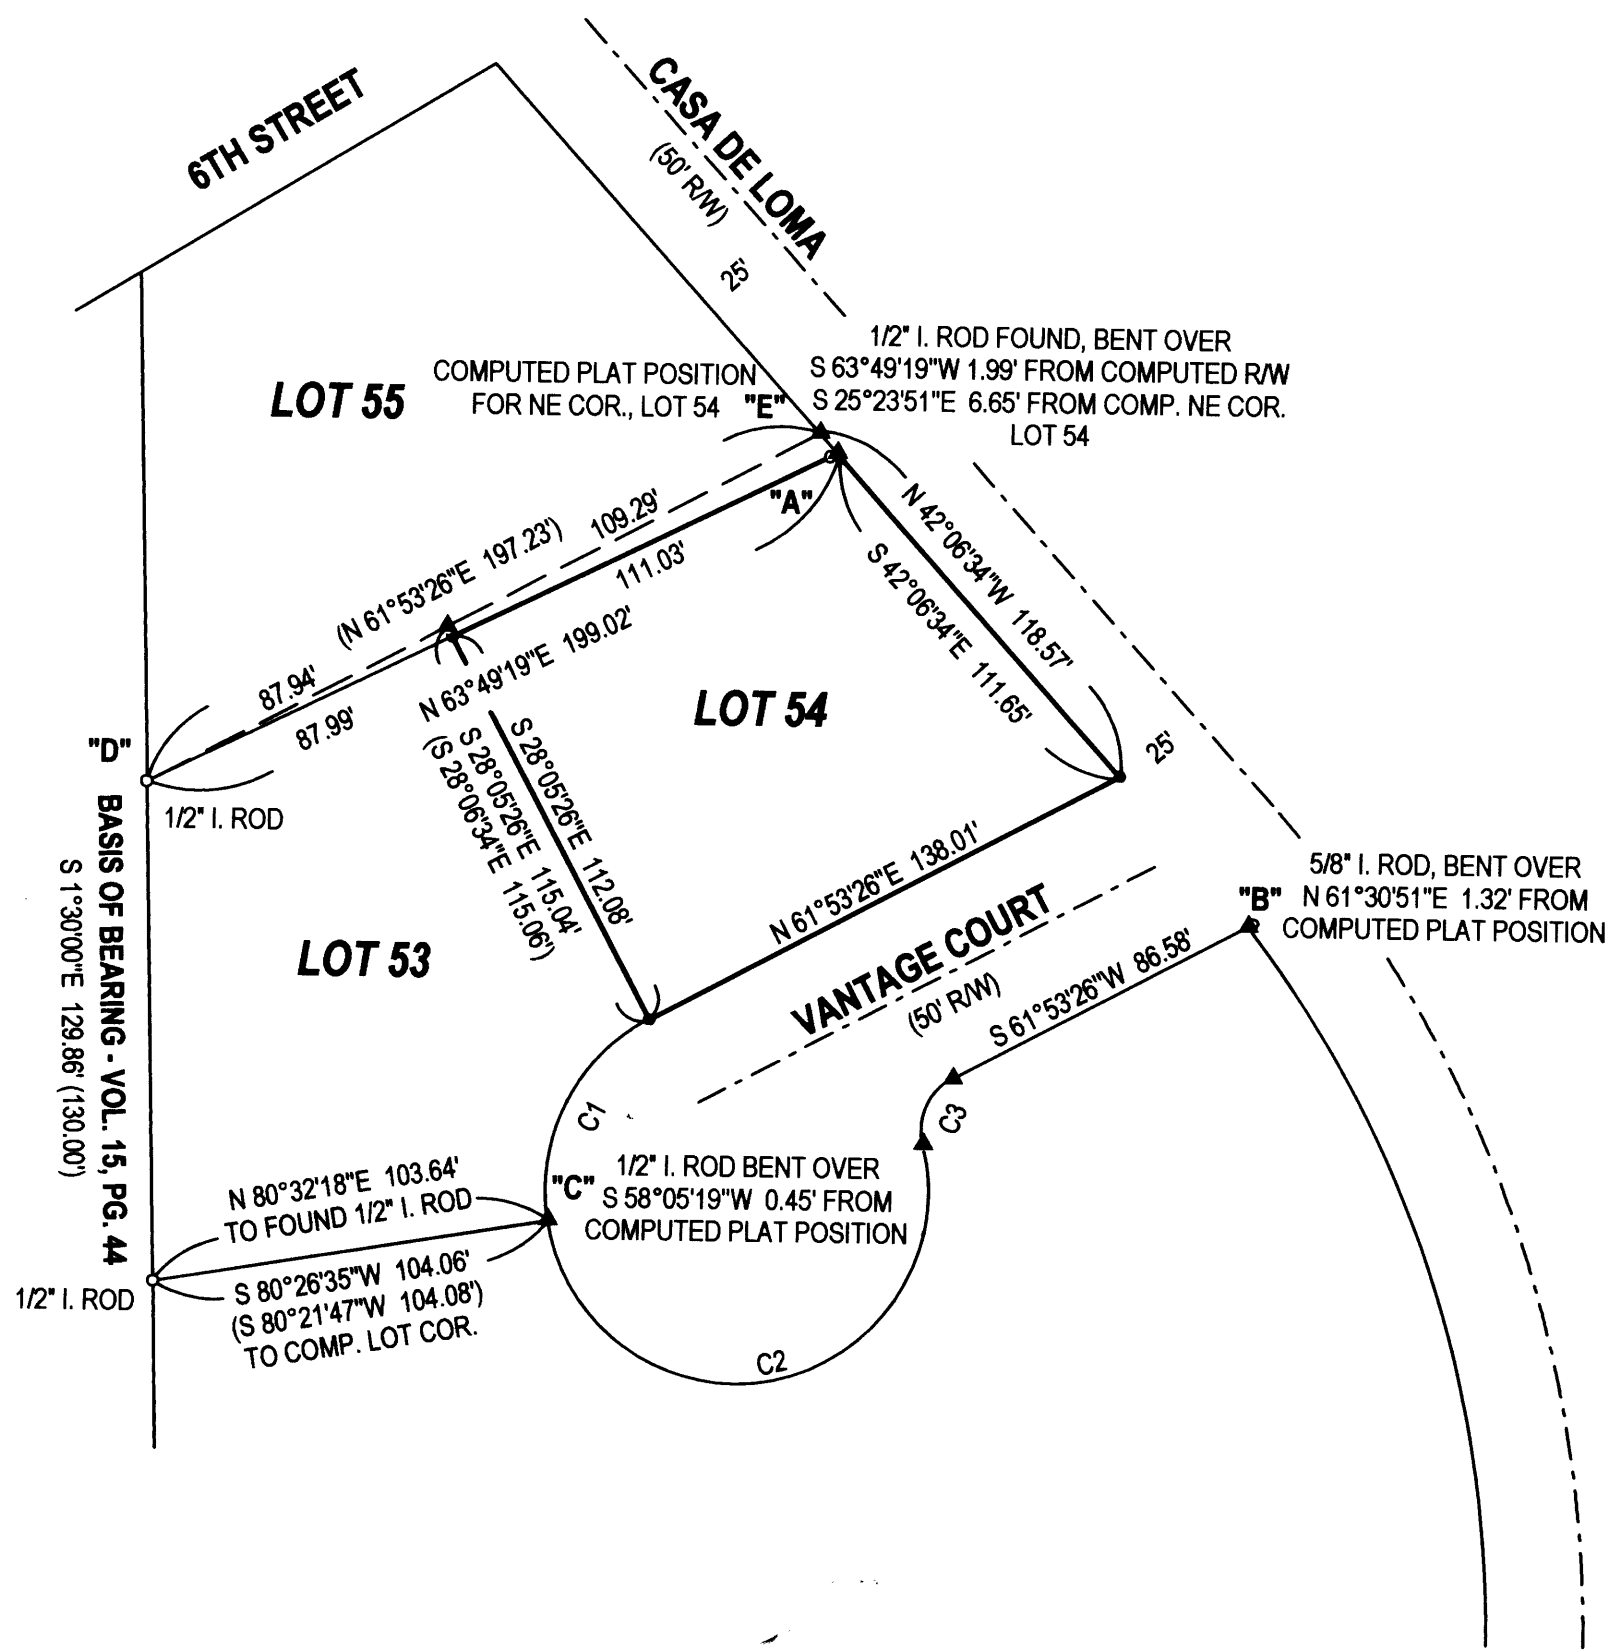 6TH STREET
CASA DE LOMA
(50' R/W)
25'
1/2" I. ROD FOUND, BENT OVER
S 63°49'19"W 1.99' FROM COMPUTED R/W
S 25°23'51"E 6.65' FROM COMP. NE COR.
LOT 54
COMPUTED PLAT POSITION
FOR NE COR., LOT 54
"E"
LOT 55
"A"
(N 61°53'26"E 197.23')
109.29'
111.03'
N 42°06'34"W 118.57'
S 42°06'34"E 111.65'
87.94'
87.99'
N 63°49'19"E 199.02'
LOT 54
"D"
1/2" I. ROD
25'
S 28°05'26"E 112.08'
S 28°05'26"E 115.04'
(S 28°06'34"E 115.06')
BASIS OF BEARING - VOL. 15, PG. 44
S 1°30'00"E 129.86' (130.00')
N 61°53'26"E 138.01'
5/8" I. ROD, BENT OVER
N 61°30'51"E 1.32' FROM
COMPUTED PLAT POSITION
"B"
LOT 53
VANTAGE COURT
(50' R/W)
S 61°53'26"W 86.58'
C1
C3
"C"
1/2" I. ROD BENT OVER
S 58°05'19"W 0.45' FROM
COMPUTED PLAT POSITION
N 80°32'18"E 103.64'
TO FOUND 1/2" I. ROD
1/2" I. ROD
S 80°26'35"W 104.06'
(S 80°21'47"W 104.08')
TO COMP. LOT COR.
C2